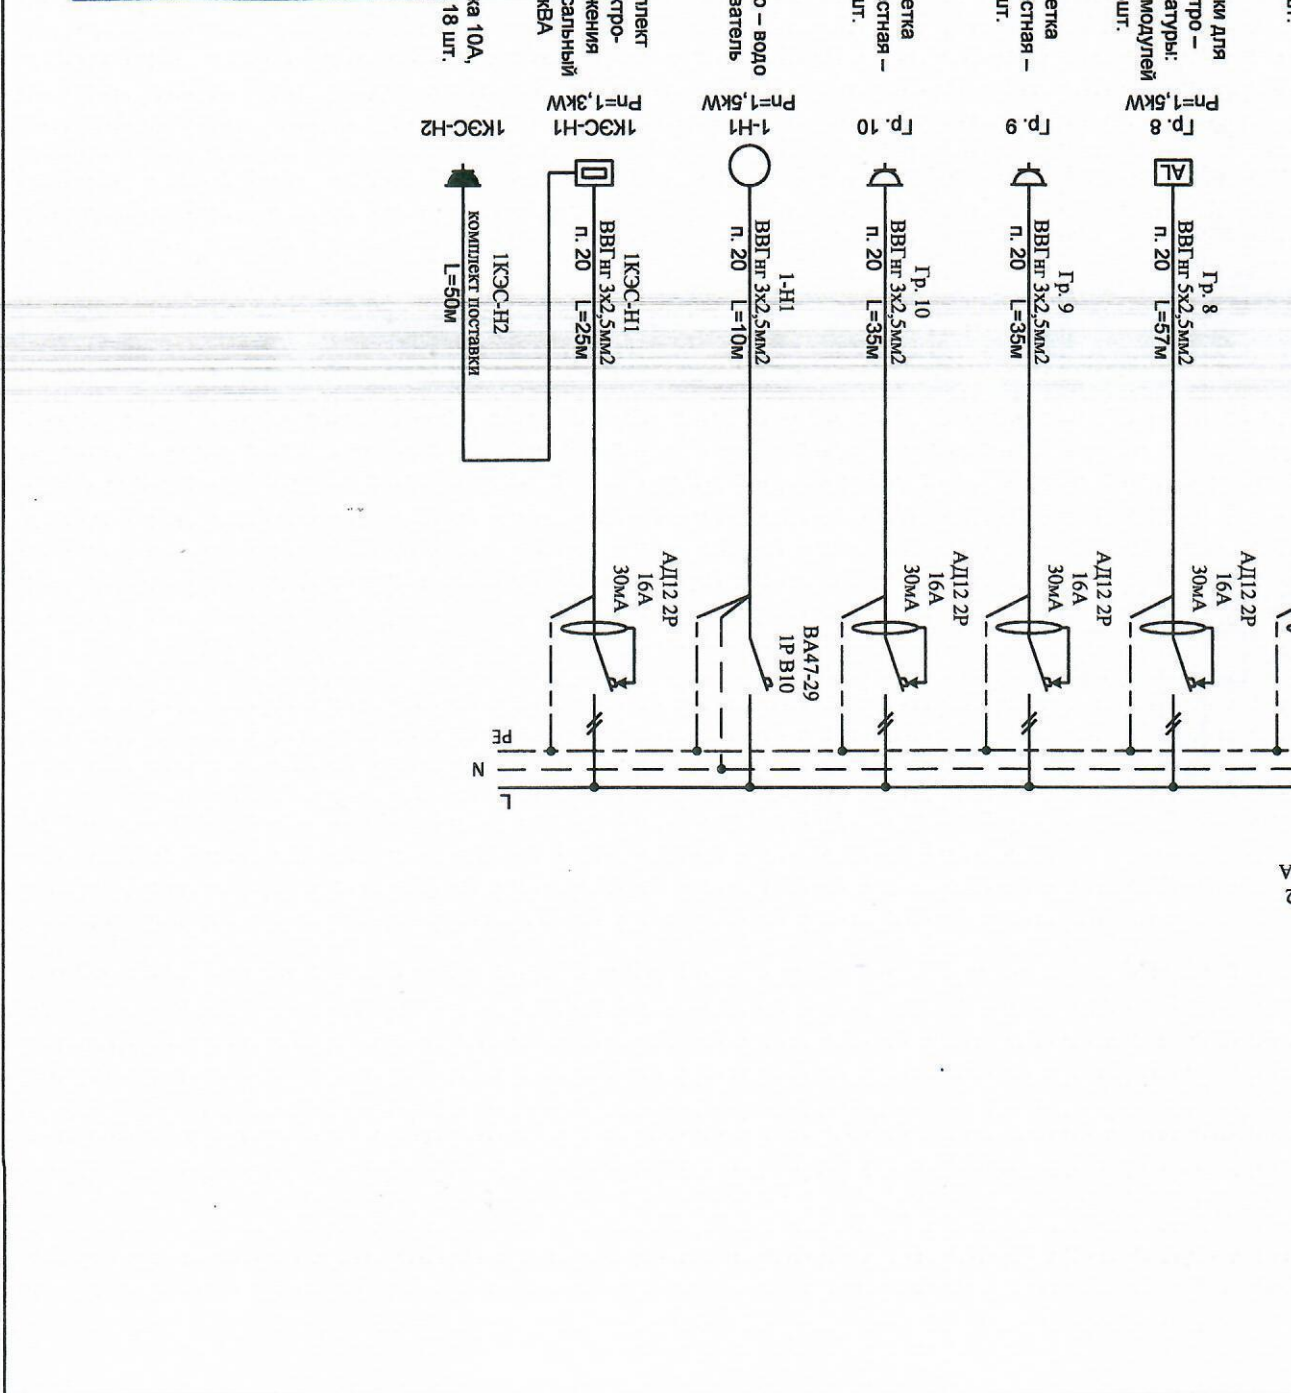 ка 10А,
18 шт.
плект
ктро-
жения
сальный
кВА
о – водо
ватель
етка
стная –
шт.
етка
стная –
шт.
ки для
тро –
атуры:
модулей
шт.
1КЭС-Н2
1КЭС-Н1
Рп=1,3кW
1-Н1
Рп=1,5кW
Гр. 10
Гр. 9
Гр. 8
Рп=1,5кW
AL
1КЭС-Н2
комплект поставки
L=50м
1КЭС-Н1
ВВГнг 3х2,5мм2
п. 20 L=25м
1-Н1
ВВГнг 3х2,5мм2
п. 20 L=10м
Гр. 10
ВВГнг 3х2,5мм2
п. 20 L=35м
Гр. 9
ВВГнг 3х2,5мм2
п. 20 L=35м
Гр. 8
ВВГнг 5х2,5мм2
п. 20 L=57м
АД12 2Р
16А
30мА
ВА47-29
1Р В10
АД12 2Р
16А
30мА
АД12 2Р
16А
30мА
АД12 2Р
16А
30мА
PE
N
L